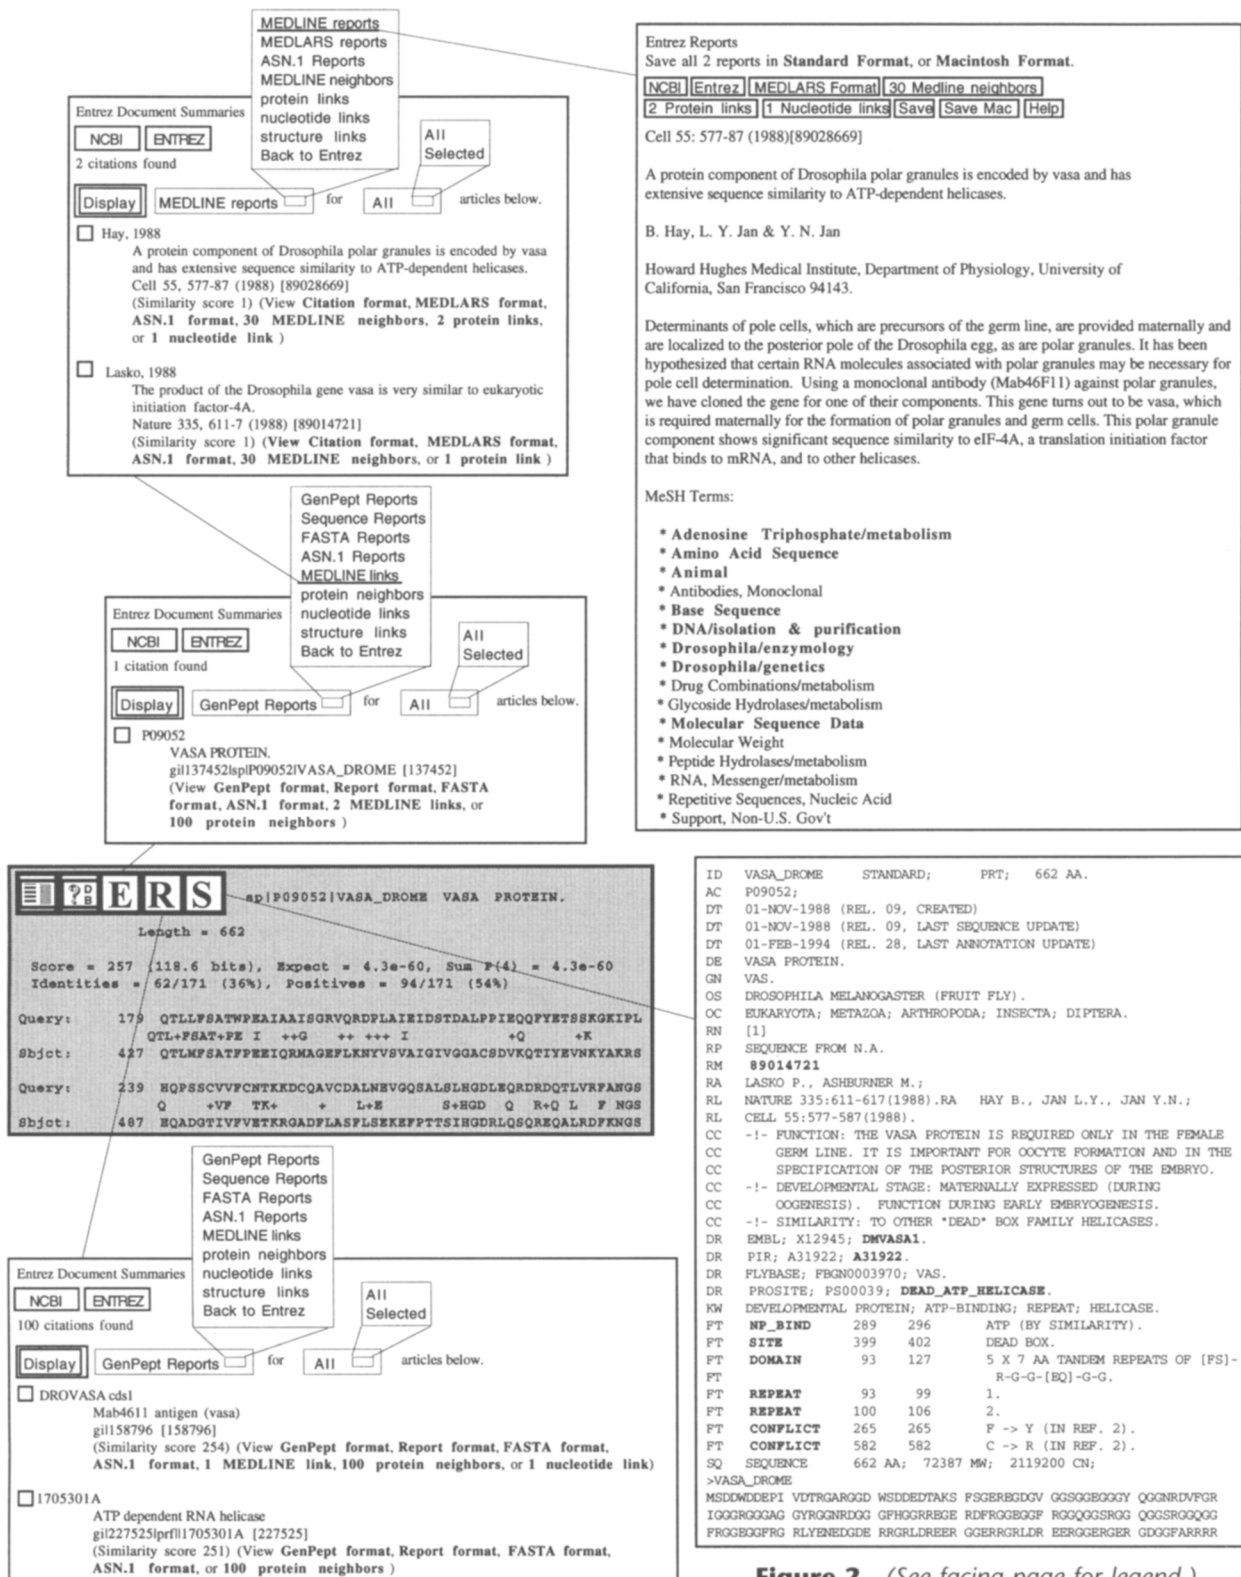 MEDLINE reports
MEDLARS reports
ASN.1 Reports
MEDLINE neighbors
protein links
nucleotide links
structure links
Back to Entrez
All
Selected
Entrez Document Summaries
NCBI ENTREZ
2 citations found
Display MEDLINE reports for All articles below.
Hay, 1988
A protein component of Drosophila polar granules is encoded by vasa
and has extensive sequence similarity to ATP-dependent helicases.
Cell 55, 577-87 (1988) [89028669]
(Similarity score 1) (View Citation format, MEDLARS format,
ASN.1 format, 30 MEDLINE neighbors, 2 protein links,
or 1 nucleotide link )
Lasko, 1988
The product of the Drosophila gene vasa is very similar to eukaryotic
initiation factor-4A.
Nature 335, 611-7 (1988) [89014721]
(Similarity score 1) (View Citation format, MEDLARS format,
ASN.1 format, 30 MEDLINE neighbors, or 1 protein link )
Entrez Reports
Save all 2 reports in Standard Format, or Macintosh Format.
NCBI Entrez MEDLARS Format 30 Medline neighbors
2 Protein links 1 Nucleotide links Save Save Mac Help
Cell 55: 577-87 (1988)[89028669]
A protein component of Drosophila polar granules is encoded by vasa and has
extensive sequence similarity to ATP-dependent helicases.
B. Hay, L. Y. Jan & Y. N. Jan
Howard Hughes Medical Institute, Department of Physiology, University of
California, San Francisco 94143.
Determinants of pole cells, which are precursors of the germ line, are provided maternally and
are localized to the posterior pole of the Drosophila egg, as are polar granules. It has been
hypothesized that certain RNA molecules associated with polar granules may be necessary for
pole cell determination. Using a monoclonal antibody (Mab46F11) against polar granules,
we have cloned the gene for one of their components. This gene turns out to be vasa, which
is required maternally for the formation of polar granules and germ cells. This polar granule
component shows significant sequence similarity to eIF-4A, a translation initiation factor
that binds to mRNA, and to other helicases.
MeSH Terms:
* Adenosine Triphosphate/metabolism
* Amino Acid Sequence
* Animal
* Antibodies, Monoclonal
* Base Sequence
* DNA/isolation & purification
* Drosophila/enzymology
* Drosophila/genetics
* Drug Combinations/metabolism
* Glycoside Hydrolases/metabolism
* Molecular Sequence Data
* Molecular Weight
* Peptide Hydrolases/metabolism
* RNA, Messenger/metabolism
* Repetitive Sequences, Nucleic Acid
* Support, Non-U.S. Gov't
GenPept Reports
Sequence Reports
FASTA Reports
ASN.1 Reports
MEDLINE links
protein neighbors
nucleotide links
structure links
Back to Entrez
All
Selected
Entrez Document Summaries
NCBI ENTREZ
1 citation found
Display GenPept Reports for All articles below.
P09052
VASA PROTEIN.
gi|137452|sp|P09052|VASA_DROME [137452]
(View GenPept format, Report format, FASTA
format, ASN.1 format, 2 MEDLINE links, or
100 protein neighbors )
? D B E R S sp|P09052|VASA_DROME VASA PROTEIN.
Length = 662
Score = 257 (118.6 bits), Expect = 4.3e-60, Sum P(4) = 4.3e-60
Identities = 62/171 (36%), Positives = 94/171 (54%)
Query: 179 QTLLFSATWPEAIAAISGRVQRDPLAIEIDSTDALPPIEQQFYETSSKGKIPL
QTL+FSAT+PE I ++G ++ +++ I +Q +K
Sbjct: 427 QTLMFSATFPEEIQRMAGEFLKNYVSVAIGIVGGACSDVKQTIYEVNKYAKRS
Query: 239 HQPSSCVVFCNTKKDCQAVCDALNEVGQSALSLHGDLEQRDRDQTLVRFANGS
Q +VF TK+ + L+E S+HGD Q R+Q L F NGS
Sbjct: 487 EQADGTIVFVETKRGADFLASFLSEKEFPTTSIHGDRLQSQREQALRDFKNGS
ID VASA_DROME STANDARD; PRT; 662 AA.
AC P09052;
DT 01-NOV-1988 (REL. 09, CREATED)
DT 01-NOV-1988 (REL. 09, LAST SEQUENCE UPDATE)
DT 01-FEB-1994 (REL. 28, LAST ANNOTATION UPDATE)
DE VASA PROTEIN.
GN VAS.
OS DROSOPHILA MELANOGASTER (FRUIT FLY).
OC EUKARYOTA; METAZOA; ARTHROPODA; INSECTA; DIPTERA.
RN [1]
RP SEQUENCE FROM N.A.
RM 89014721
RA LASKO P., ASHBURNER M.;
RL NATURE 335:611-617(1988).RA HAY B., JAN L.Y., JAN Y.N.;
RL CELL 55:577-587(1988).
CC -!- FUNCTION: THE VASA PROTEIN IS REQUIRED ONLY IN THE FEMALE
CC GERM LINE. IT IS IMPORTANT FOR OOCYTE FORMATION AND IN THE
CC SPECIFICATION OF THE POSTERIOR STRUCTURES OF THE EMBRYO.
CC -!- DEVELOPMENTAL STAGE: MATERNALLY EXPRESSED (DURING
CC OOGENESIS). FUNCTION DURING EARLY EMBRYOGENESIS.
CC -!- SIMILARITY: TO OTHER "DEAD" BOX FAMILY HELICASES.
DR EMBL; X12945; DMVASA1.
DR PIR; A31922; A31922.
DR FLYBASE; FBGN0003970; VAS.
DR PROSITE; PS00039; DEAD_ATP_HELICASE.
KW DEVELOPMENTAL PROTEIN; ATP-BINDING; REPEAT; HELICASE.
FT NP_BIND 289 296 ATP (BY SIMILARITY).
FT SITE 399 402 DEAD BOX.
FT DOMAIN 93 127 5 X 7 AA TANDEM REPEATS OF [FS]-
FT R-G-G-[EQ]-G-G.
FT REPEAT 93 99 1.
FT REPEAT 100 106 2.
FT CONFLICT 265 265 F -> Y (IN REF. 2).
FT CONFLICT 582 582 C -> R (IN REF. 2).
SQ SEQUENCE 662 AA; 72387 MW; 2119200 CN;
>VASA_DROME
MSDDWDDEPI VDTRGARGGD WSDDEDTAKS FSGEREGDGV GGSGGEGGGY QGGNRDVFGR
IGGGRGGGAG GYRGGNRDGG GFHGGRREGE RDFRGGEGGF RGGQGGSRGG QGGSRGGQGG
FRGGEGGFRG RLYENEDGDE RRGRLDREER GGERRGRLDR EERGGERGER GDGGFARRRR
GenPept Reports
Sequence Reports
FASTA Reports
ASN.1 Reports
MEDLINE links
protein neighbors
nucleotide links
structure links
Back to Entrez
All
Selected
Entrez Document Summaries
NCBI ENTREZ
100 citations found
Display GenPept Reports for All articles below.
DROVASA cds1
Mab4611 antigen (vasa)
gi|158796 [158796]
(Similarity score 254) (View GenPept format, Report format, FASTA format,
ASN.1 format, 1 MEDLINE link, 100 protein neighbors, or 1 nucleotide link)
1705301A
ATP dependent RNA helicase
gi|227525|prf||1705301A [227525]
(Similarity score 251) (View GenPept format, Report format, FASTA format,
ASN.1 format, or 100 protein neighbors )
Figure 2 (See facing page for legend.)